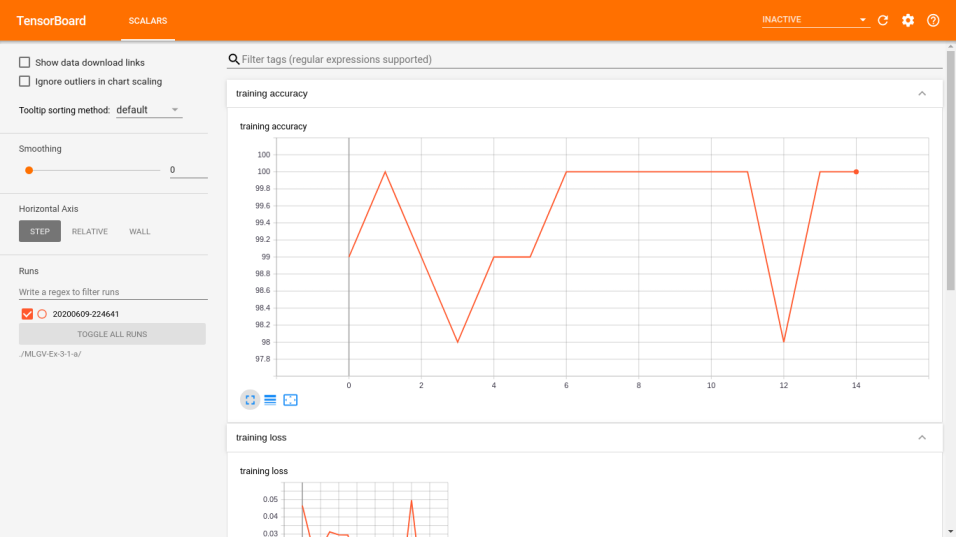 TensorBoard
SCALARS
INACTIVE
Show data download links
Ignore outliers in chart scaling
Tooltip sorting method: default
Smoothing
0
Horizontal Axis
STEP RELATIVE WALL
Runs
Write a regex to filter runs
20200609-224641
TOGGLE ALL RUNS
./MLGV-Ex-3-1-a/
Filter tags (regular expressions supported)
training accuracy
training accuracy
100
100
99.8
99.6
99.4
99.2
99
98.8
98.6
98.4
98.2
98
97.8
0 2 4 6 8 10 12 14
training loss
training loss
0.05
0.04
0.03